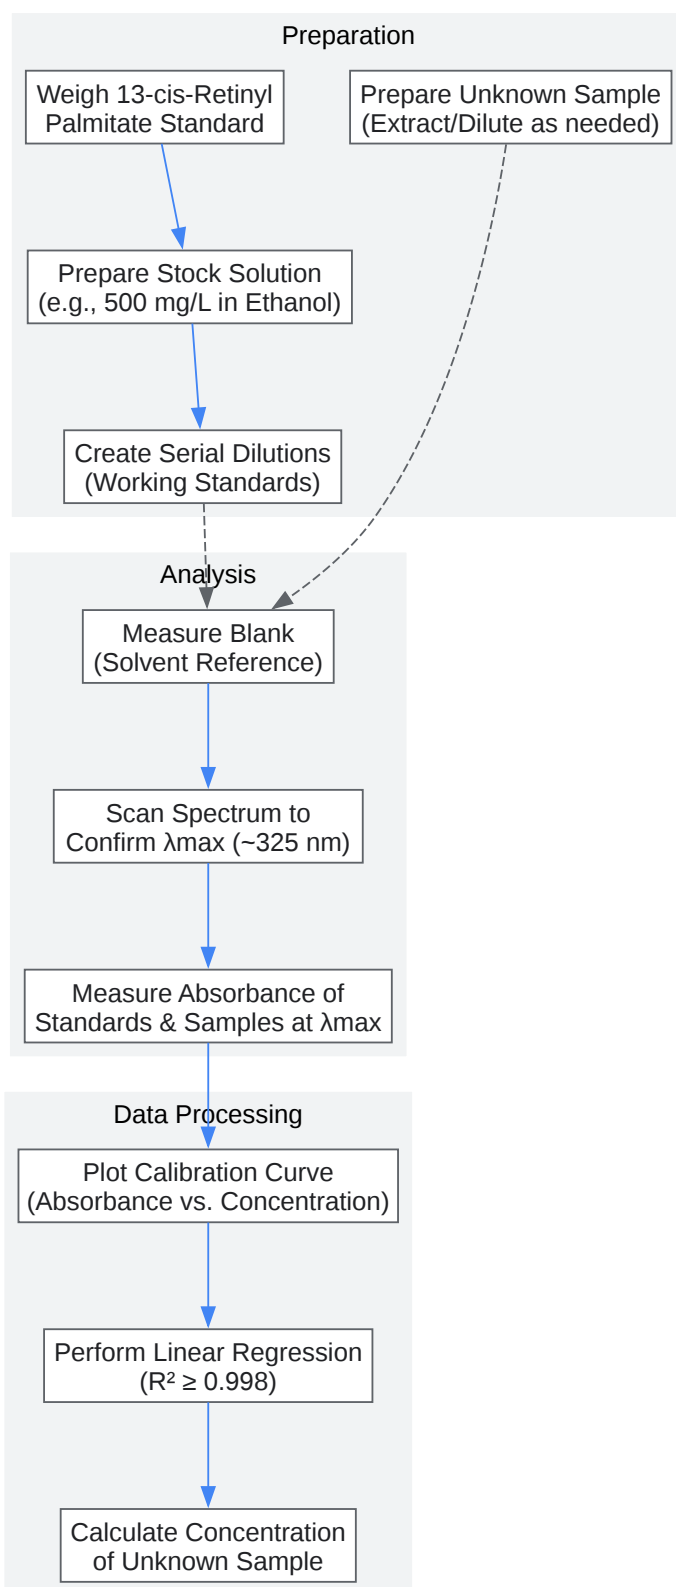 Preparation
Weigh 13-cis-Retinyl
Palmitate Standard
Prepare Unknown Sample
(Extract/Dilute as needed)
Prepare Stock Solution
(e.g., 500 mg/L in Ethanol)
Create Serial Dilutions
(Working Standards)
Analysis
Measure Blank
(Solvent Reference)
Scan Spectrum to
Confirm λmax (~325 nm)
Measure Absorbance of
Standards & Samples at λmax
Data Processing
Plot Calibration Curve
(Absorbance vs. Concentration)
Perform Linear Regression
(R² ≥ 0.998)
Calculate Concentration
of Unknown Sample